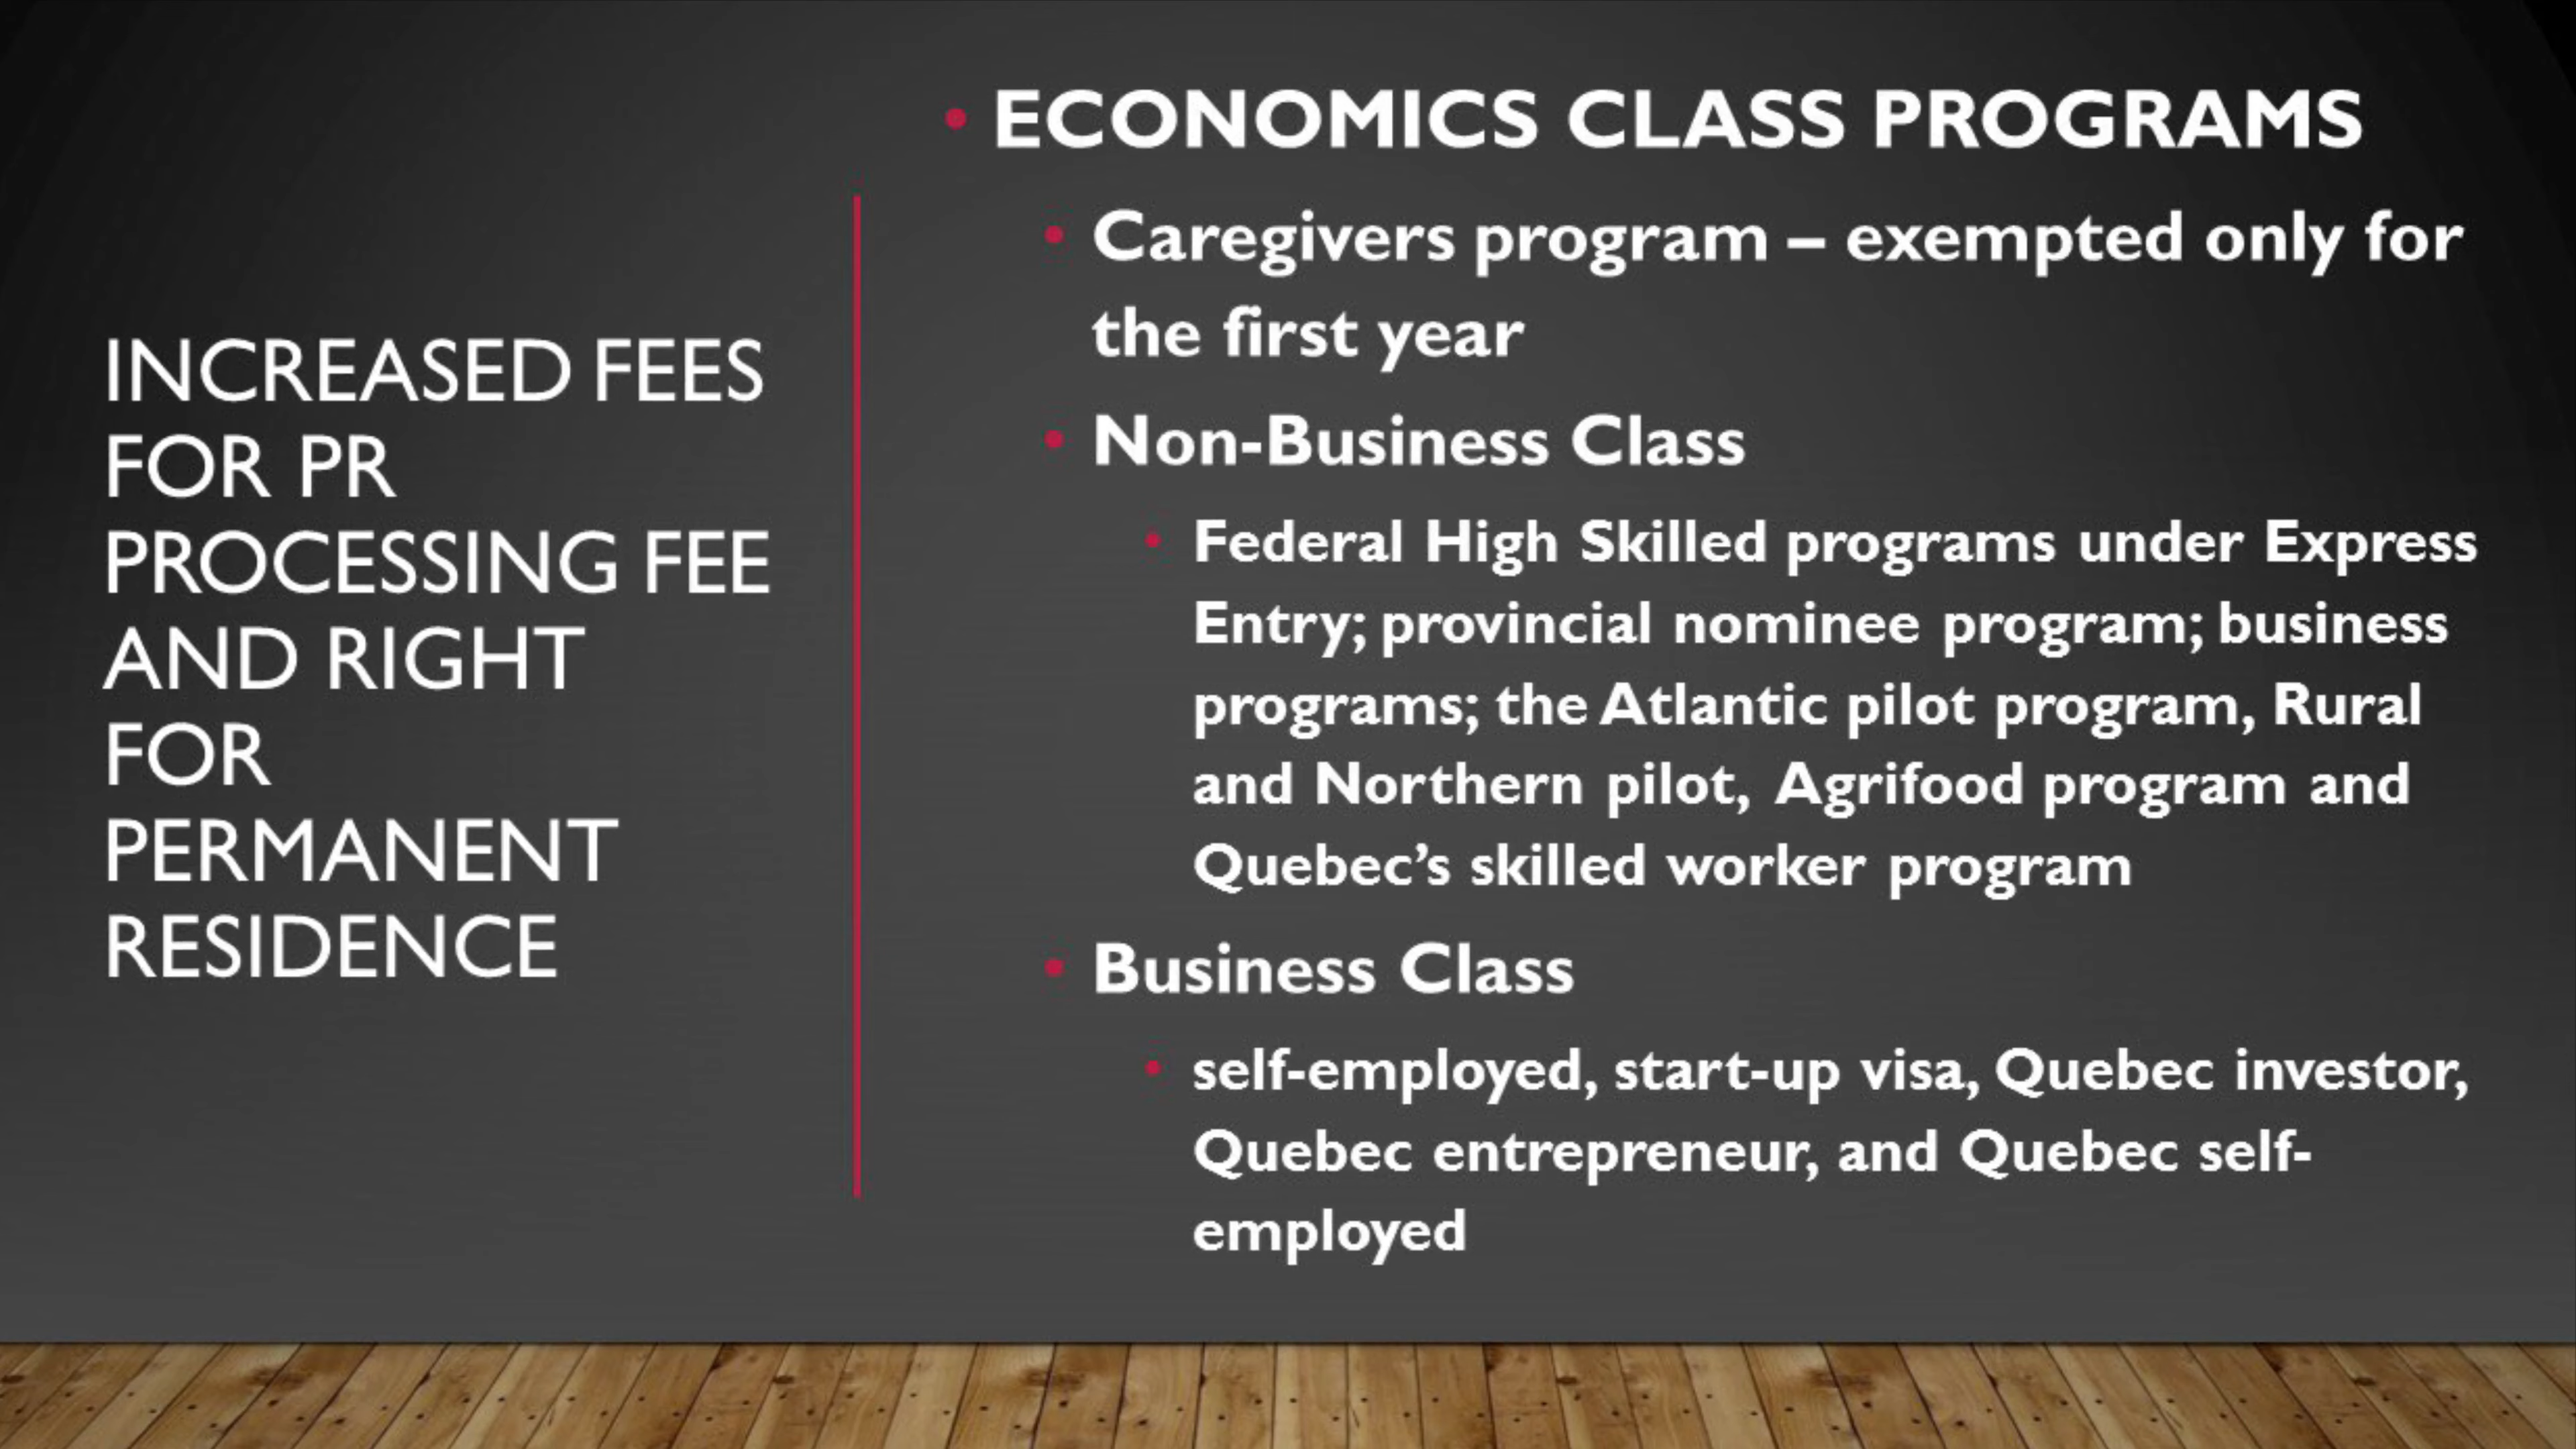 INCREASED FEES
FOR PR
PROCESSING FEE
AND RIGHT
FOR
PERMANENT
RESIDENCE
• ECONOMICS CLASS PROGRAMS
• Caregivers program – exempted only for
the first year
• Non-Business Class
• Federal High Skilled programs under Express
Entry; provincial nominee program; business
programs; the Atlantic pilot program, Rural
and Northern pilot, Agrifood program and
Quebec’s skilled worker program
• Business Class
• self-employed, start-up visa, Quebec investor,
Quebec entrepreneur, and Quebec self-
employed